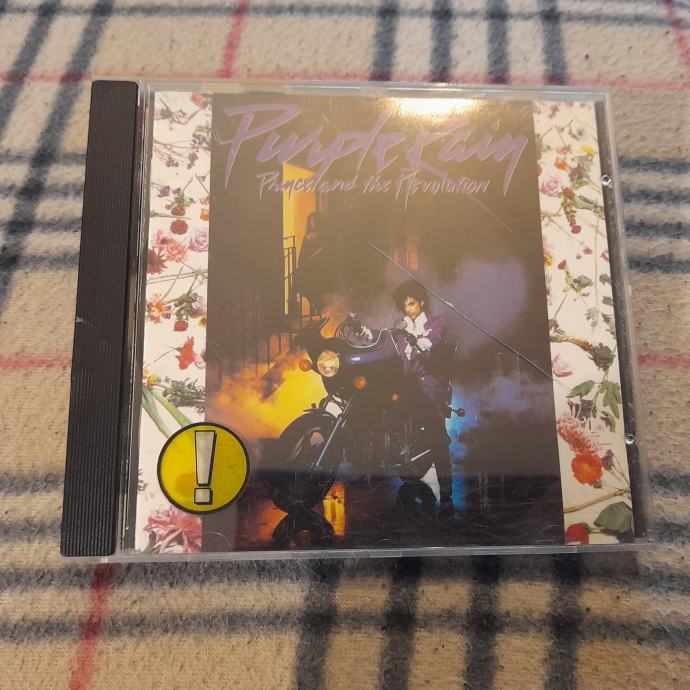 Purple Rain
Prince and the Revolution
!